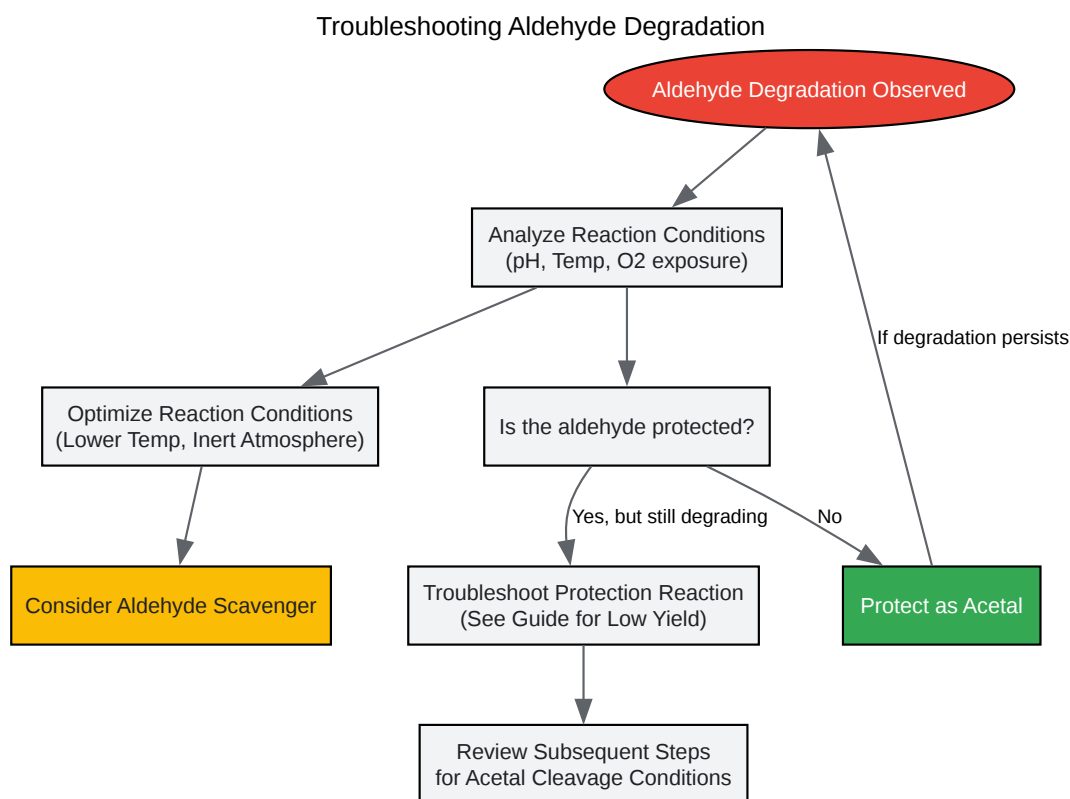 Troubleshooting Aldehyde Degradation
Aldehyde Degradation Observed
Analyze Reaction Conditions
(pH, Temp, O2 exposure)
If degradation persists
Optimize Reaction Conditions
(Lower Temp, Inert Atmosphere)
Is the aldehyde protected?
Yes, but still degrading
No
Consider Aldehyde Scavenger
Troubleshoot Protection Reaction
(See Guide for Low Yield)
Protect as Acetal
Review Subsequent Steps
for Acetal Cleavage Conditions